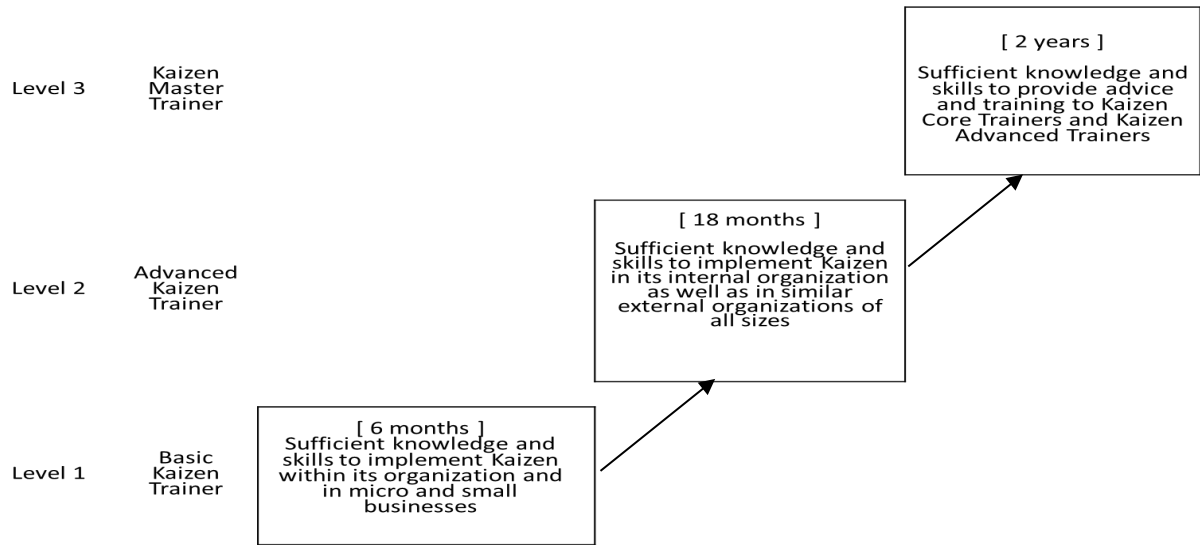 [ 2 years ]
Sufficient knowledge and
skills to provide advice
and training to Kaizen
Core Trainers and Kaizen
Advanced Trainers
Level 3
Kaizen
Master
Trainer
[ 18 months ]
Sufficient knowledge and
skills to implement Kaizen
in its internal organization
as well as in similar
external organizations of
all sizes
Level 2
Advanced
Kaizen
Trainer
[ 6 months ]
Sufficient knowledge and
skills to implement Kaizen
within its organization and
in micro and small
businesses
Level 1
Basic
Kaizen
Trainer